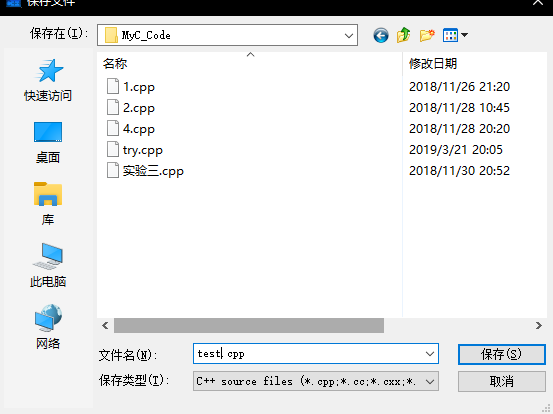 保存文件
保存在(I): MyC_Code
名称 修改日期
1.cpp 2018/11/26 21:20
2.cpp 2018/11/28 10:45
4.cpp 2018/11/28 20:20
try.cpp 2019/3/21 20:05
实验三.cpp 2018/11/30 20:52
快速访问
桌面
库
此电脑
网络
文件名(N): test.cpp 保存(S)
保存类型(T): C++ source files (*.cpp;*.cc;*.cxx;*. 取消